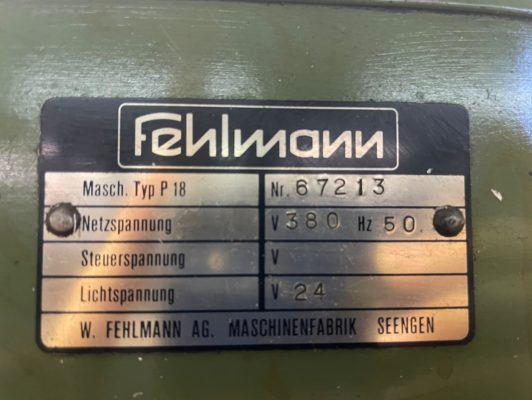 Fehlmann
Masch. Typ P 18 Nr. 67213
Netzspannung V 380 Hz 50
Steuerspannung V
Lichtspannung V 24
W. FEHLMANN AG. MASCHINENFABRIK SEENGEN